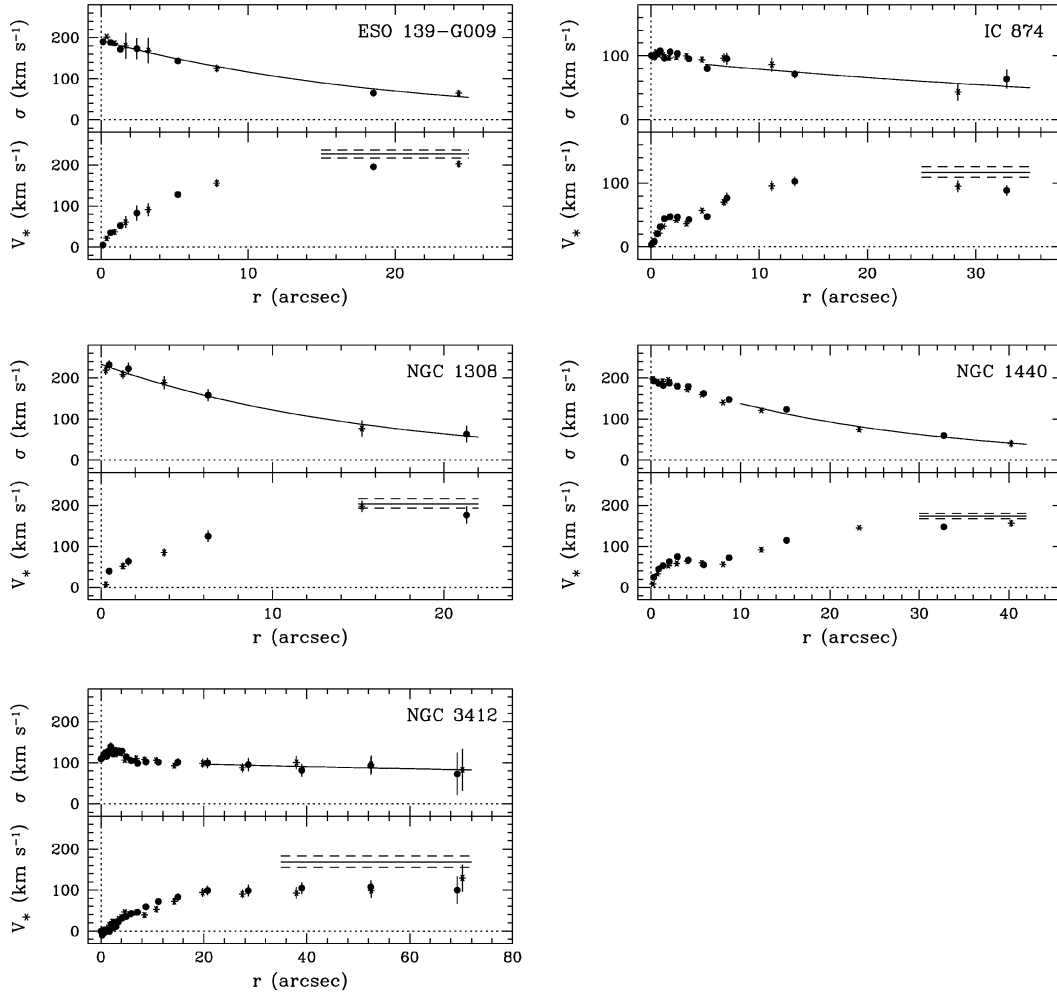 ESO 139-G009
σ (km s⁻¹)
200
100
0
V* (km s⁻¹)
200
100
0
0 10 20
r (arcsec)
IC 874
σ (km s⁻¹)
200
100
0
V* (km s⁻¹)
200
100
0
0 10 20 30
r (arcsec)
NGC 1308
σ (km s⁻¹)
200
100
0
V* (km s⁻¹)
200
100
0
0 10 20
r (arcsec)
NGC 1440
σ (km s⁻¹)
200
100
0
V* (km s⁻¹)
200
100
0
0 10 20 30 40
r (arcsec)
NGC 3412
σ (km s⁻¹)
200
100
0
V* (km s⁻¹)
200
100
0
0 20 40 60 80
r (arcsec)